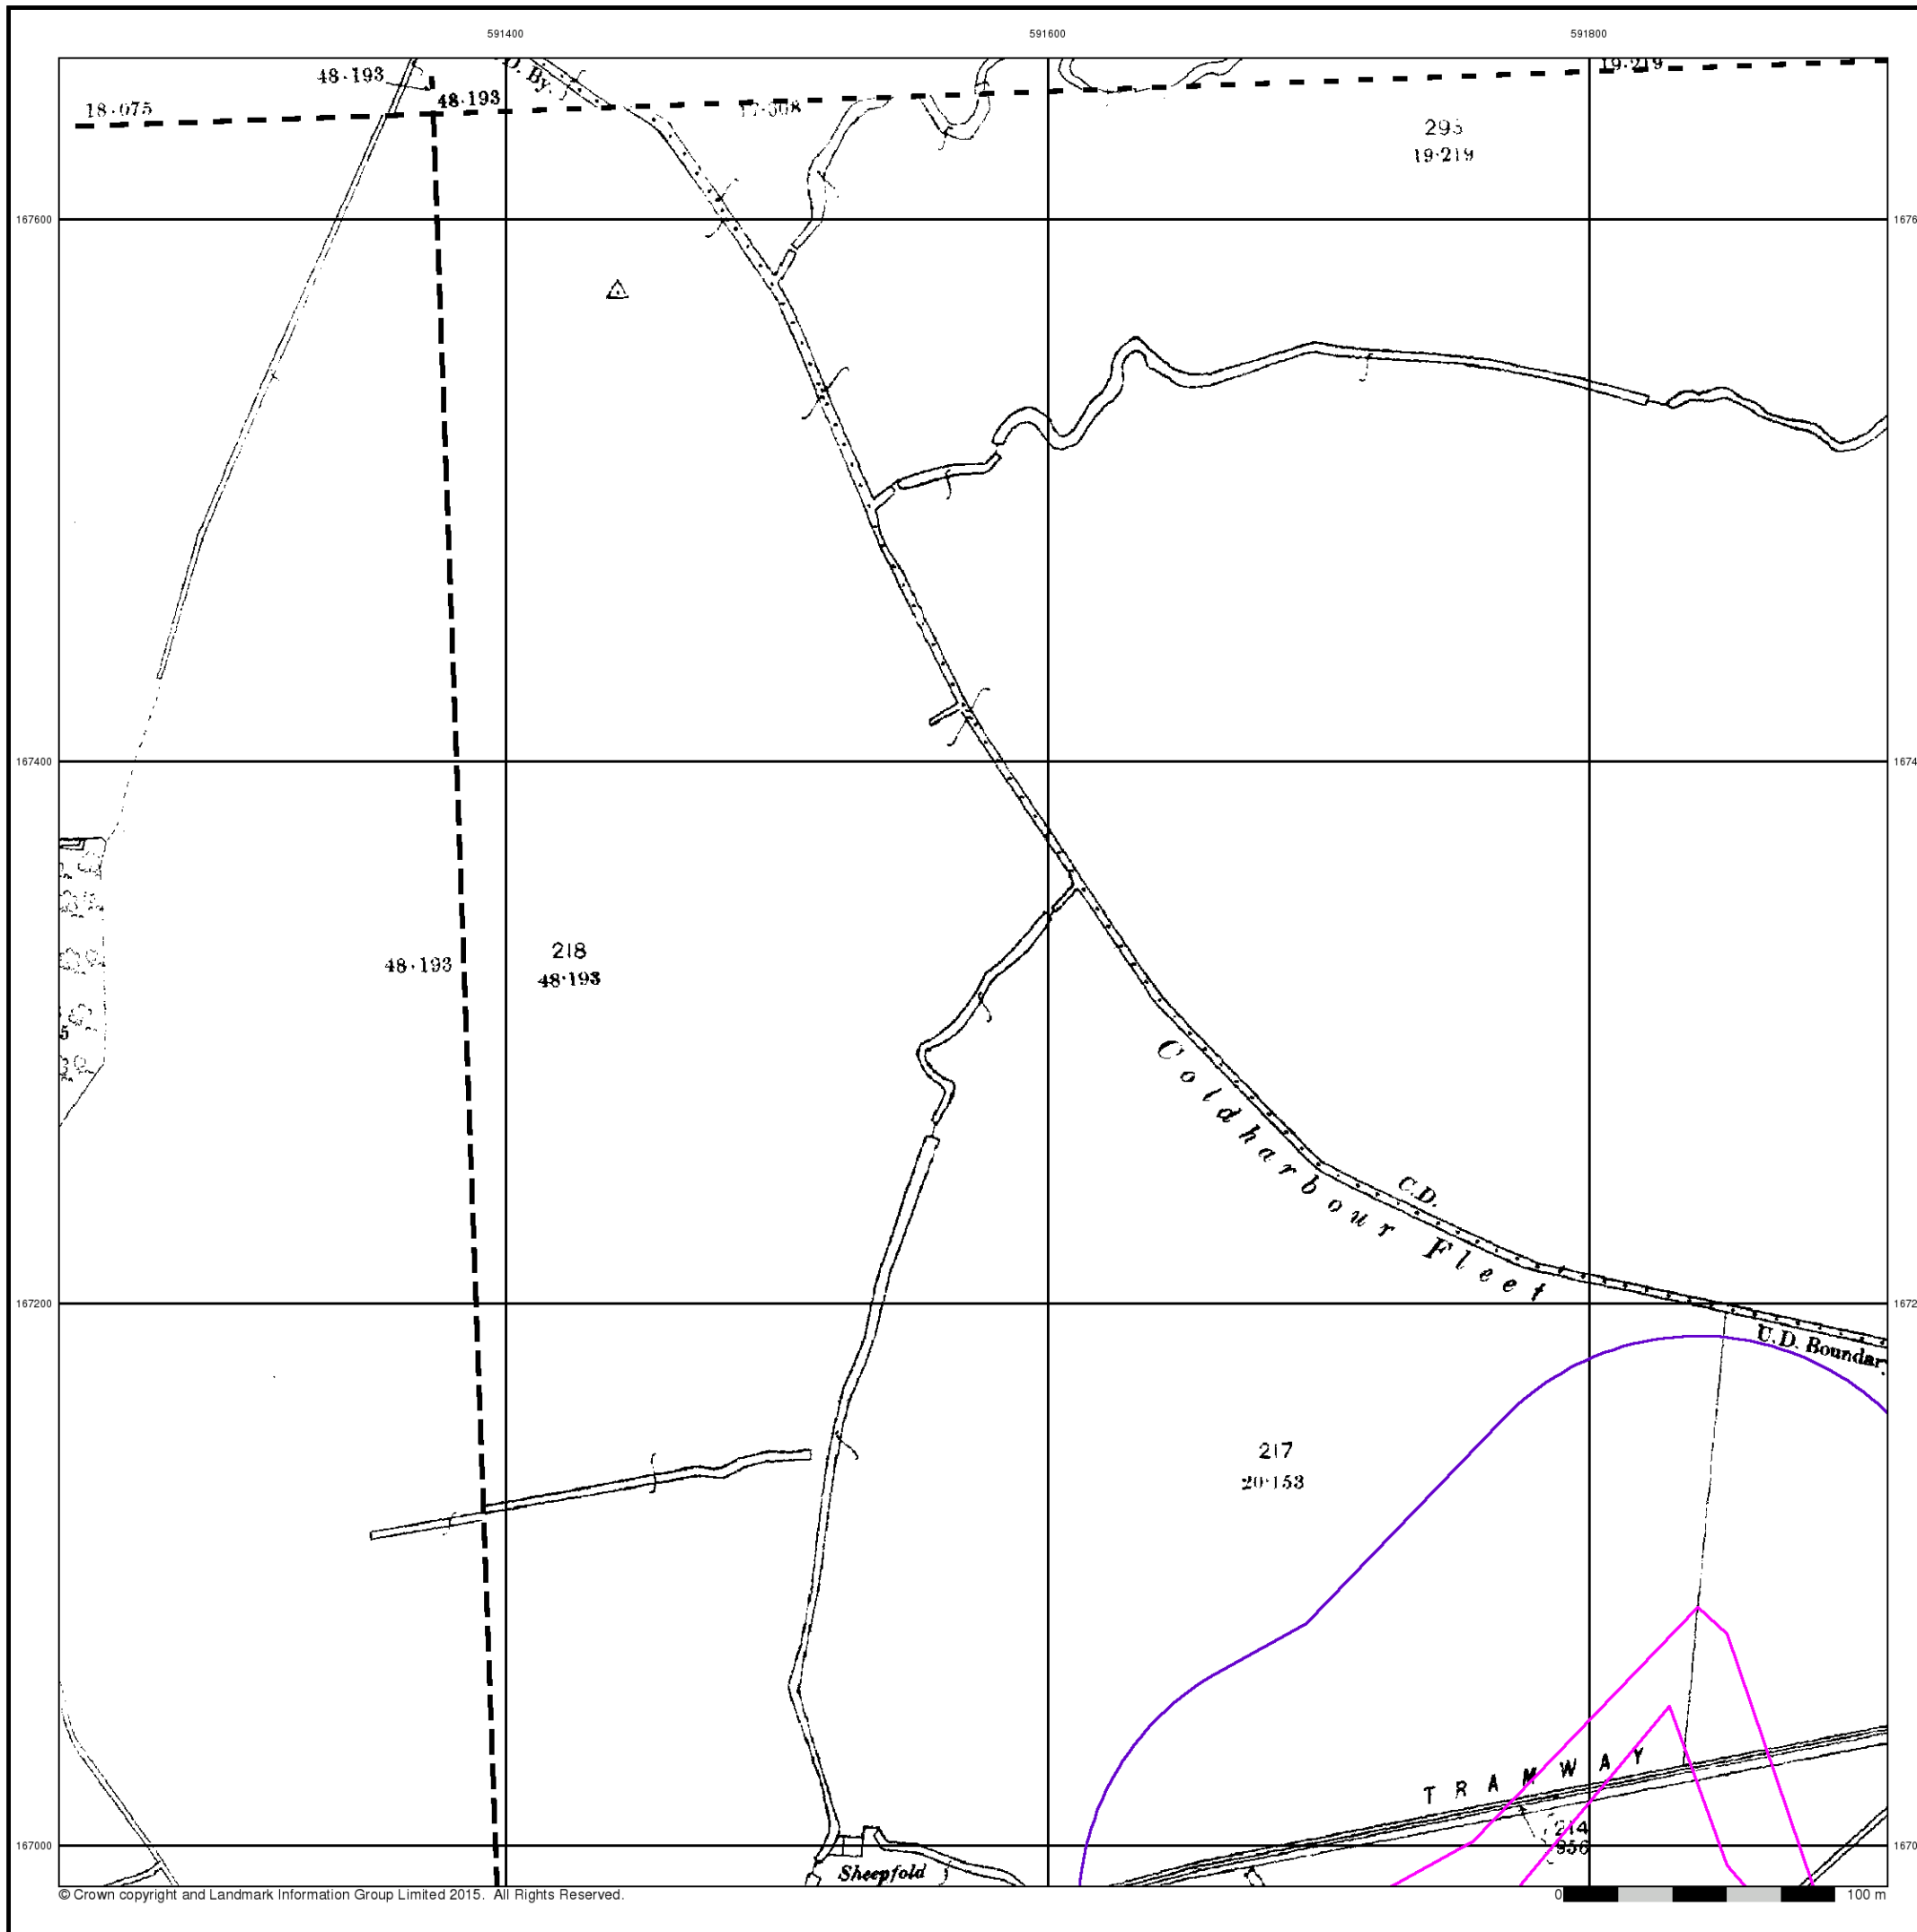 591400 591600 591800
48·193
D. By.
19·219
48·193
18·075
295
19·219
167600
167400
218
48·193
48·193
5
Coldharbour Fleet
C.D.
167200
U.D. Boundar
217
20·153
TRAMWAY
214
956
167000
Sheepfold
© Crown copyright and Landmark Information Group Limited 2015. All Rights Reserved.
0 100 m